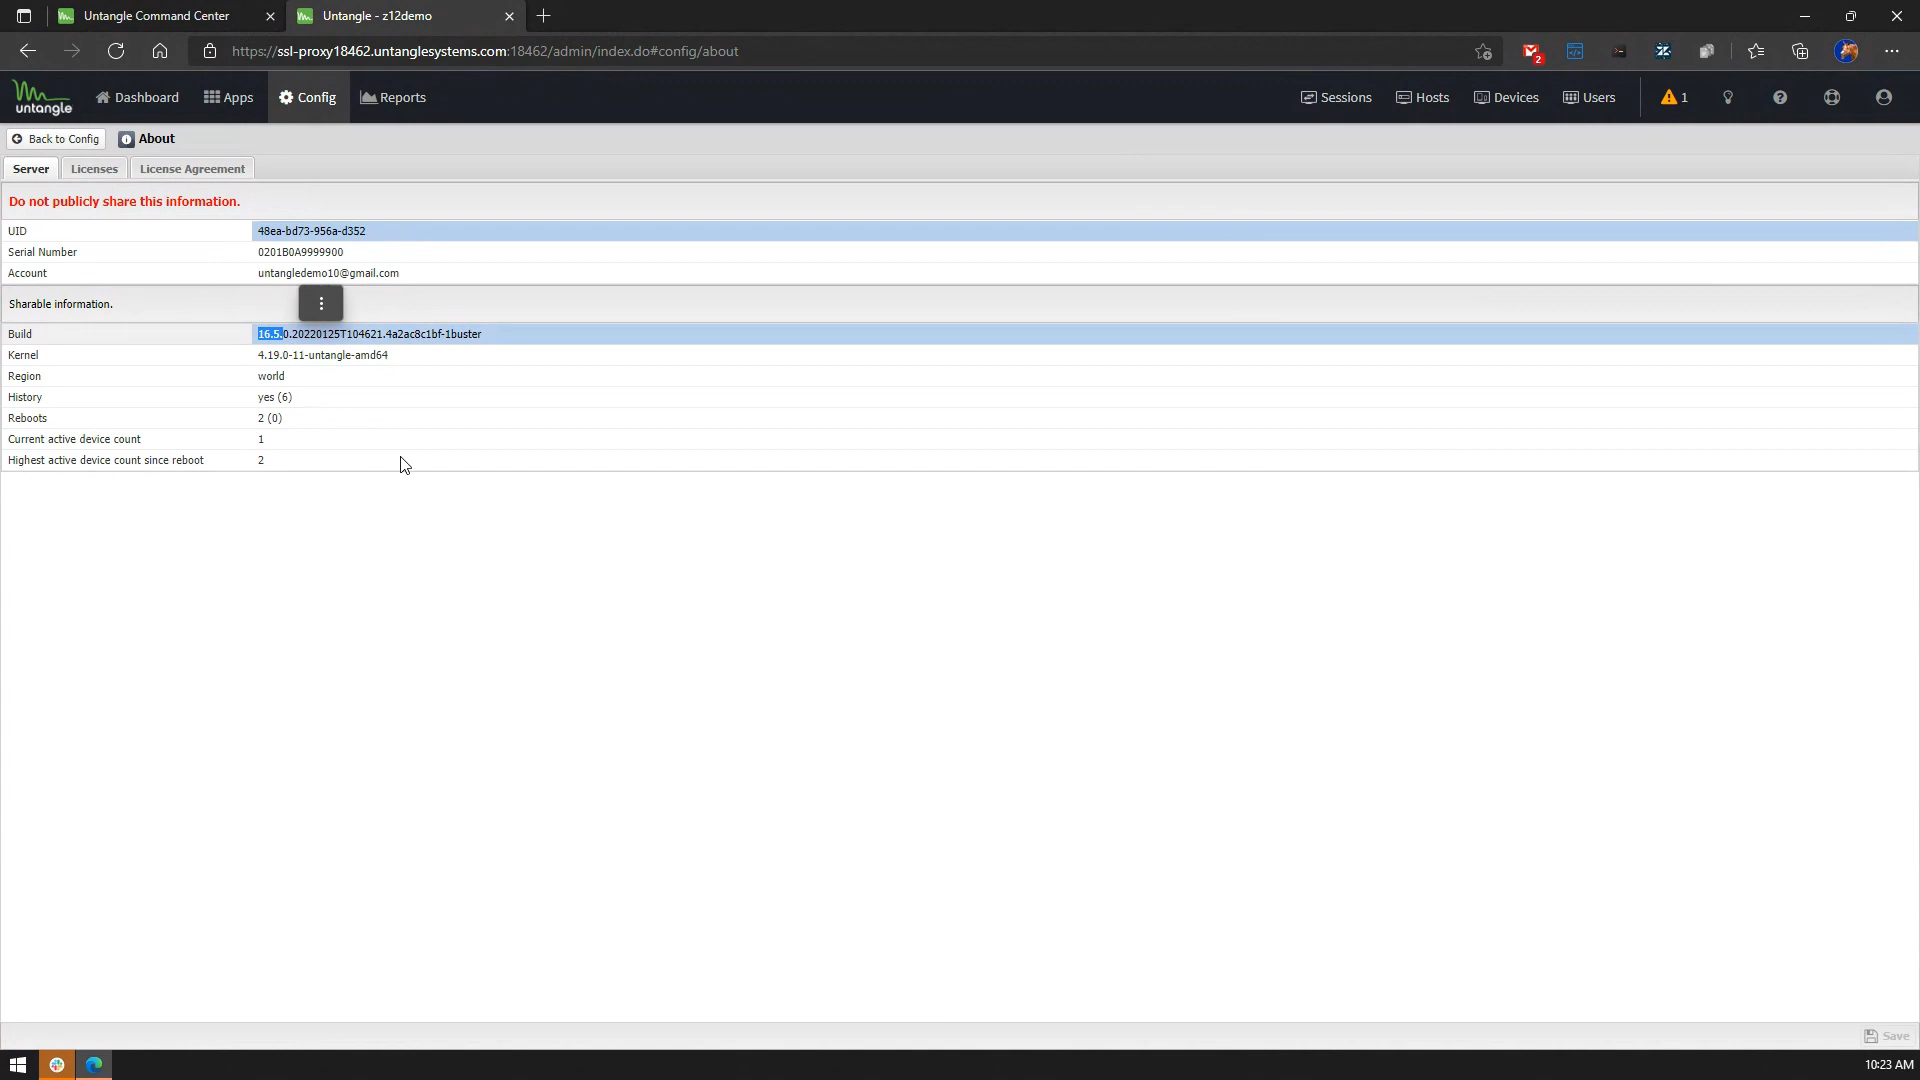 Untangle Command Center
Untangle - z12demo
https://ssl-proxy18462.untanglesystems.com:18462/admin/index.do#config/about
2
untangle
Dashboard
Apps
Config
Reports
Sessions
Hosts
Devices
Users
1
Back to Config
About
Server
Licenses
License Agreement
Do not publicly share this information.
UID 48ea-bd73-956a-d352
Serial Number 0201B0A9999900
Account untangledemo10@gmail.com
Sharable information.
Build 16.5.0.20220125T104621.4a2ac8c1bf-1buster
Kernel 4.19.0-11-untangle-amd64
Region world
History yes (6)
Reboots 2 (0)
Current active device count 1
Highest active device count since reboot 2
Save
10:23 AM